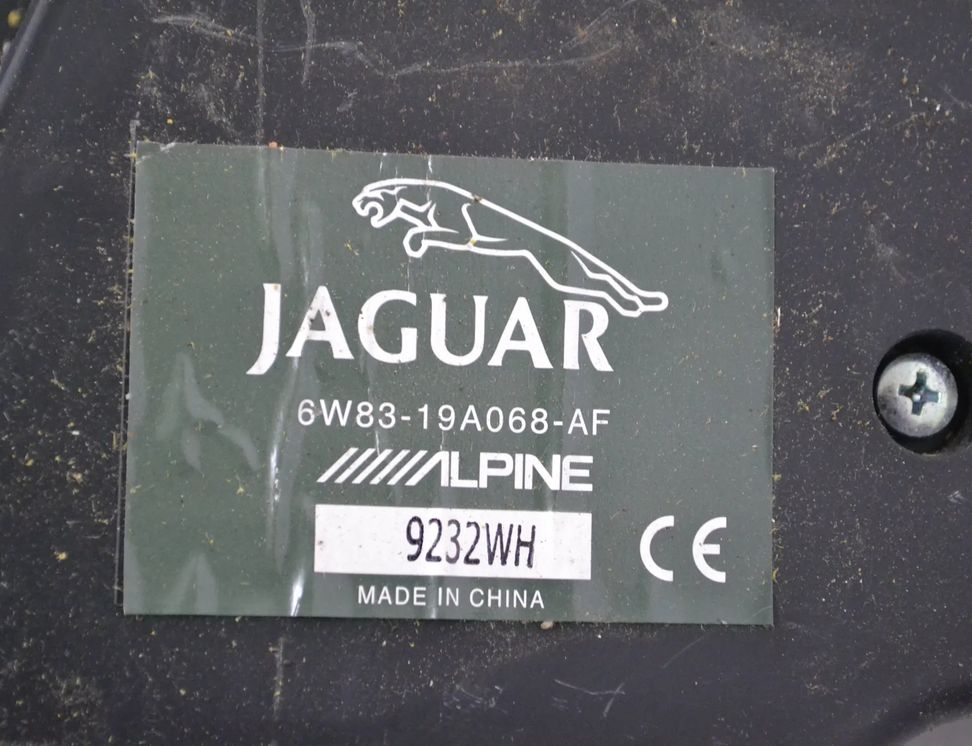 JAGUAR
6W83-19A068-AF
ALPINE
9232WH
CE
MADE IN CHINA